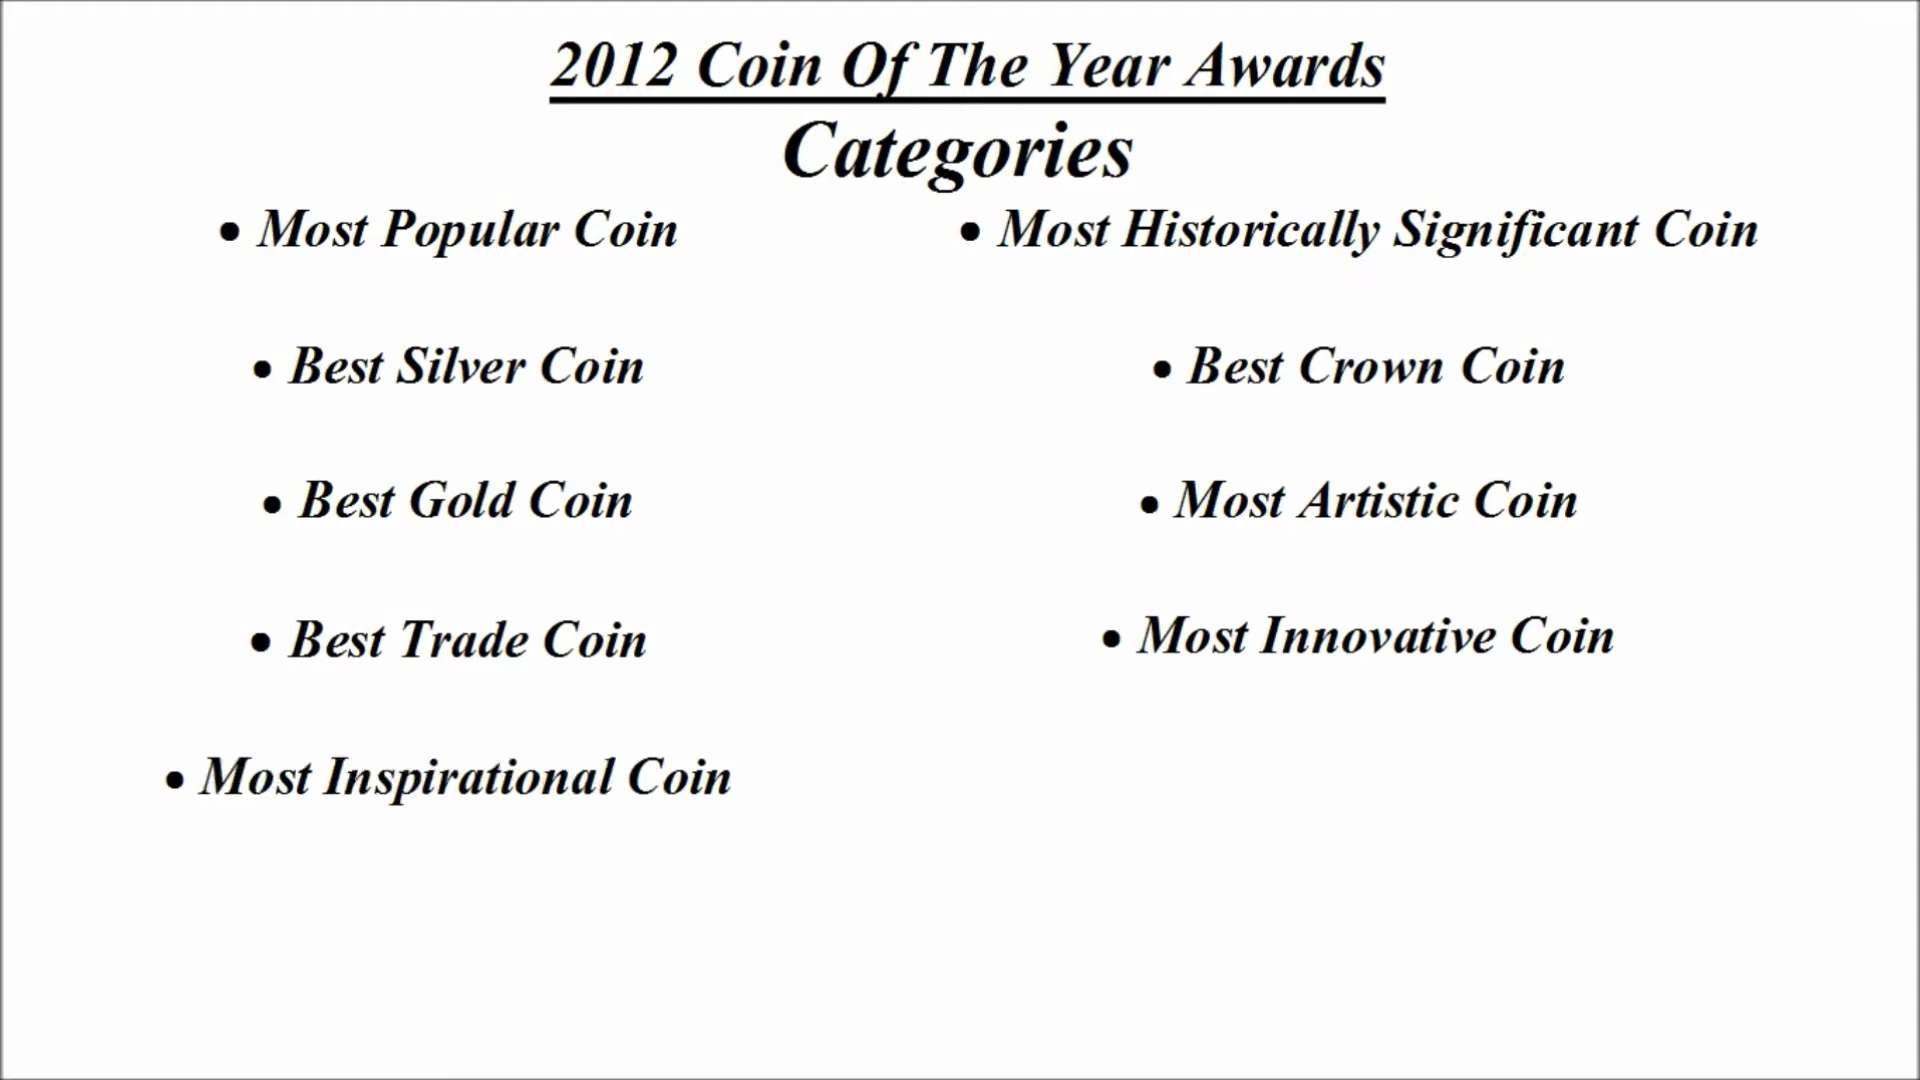 2012 Coin Of The Year Awards
Categories
• Most Popular Coin
• Best Silver Coin
• Best Gold Coin
• Best Trade Coin
• Most Inspirational Coin
• Most Historically Significant Coin
• Best Crown Coin
• Most Artistic Coin
• Most Innovative Coin